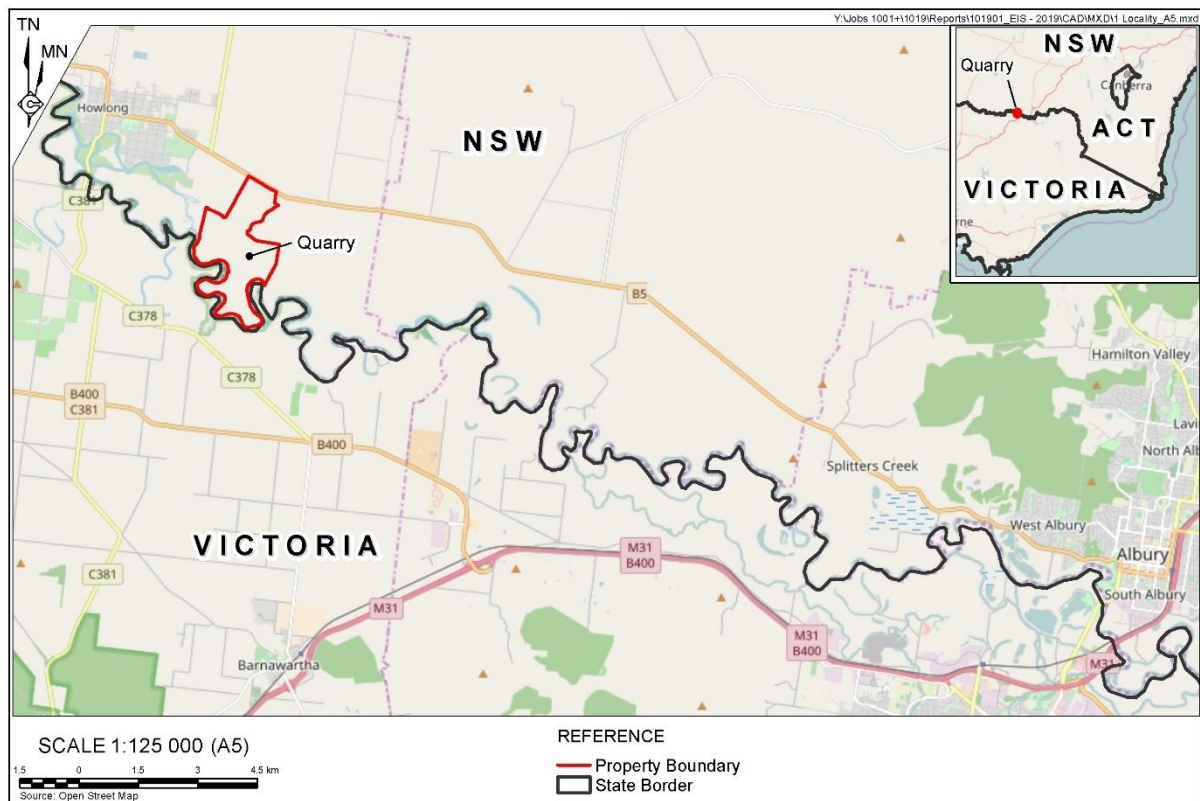 Y:\Jobs 1001+\1019\Reports\101901_EIS - 2019\CAD\MXD\1 Locality_A5.mxd
TN
MN
Howlong
NSW
C381
Quarry
C378
C378
B5
B400
C381
B400
VICTORIA
C381
M31
Barnawartha
M31
B400
M31
B400
M31
Splitters Creek
Hamilton Valley
Lavi
North Alb
West Albury
Albury
South Albury
NSW
Quarry
Canberra
ACT
VICTORIA
rne
SCALE 1:125 000 (A5)
1.5 0 1.5 3 4.5 km
Source: Open Street Map
REFERENCE
Property Boundary
State Border